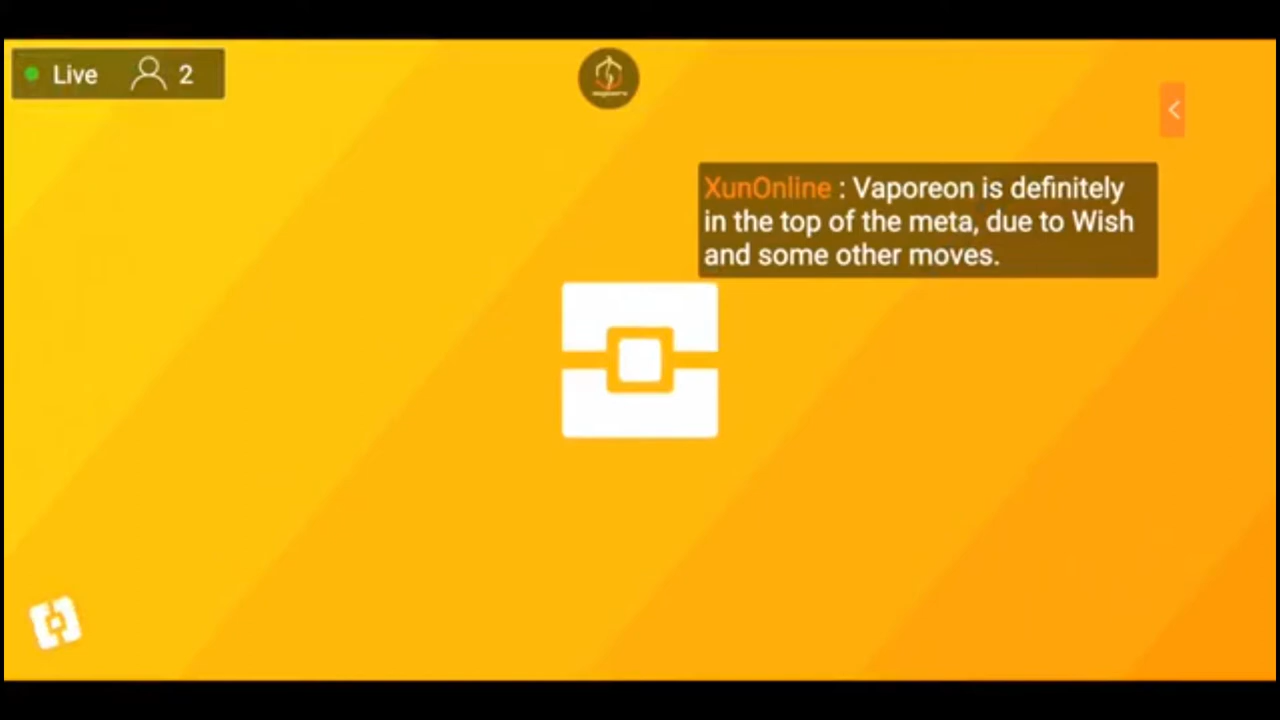 Live 2
XunOnline : Vaporeon is definitely
in the top of the meta, due to Wish
and some other moves.